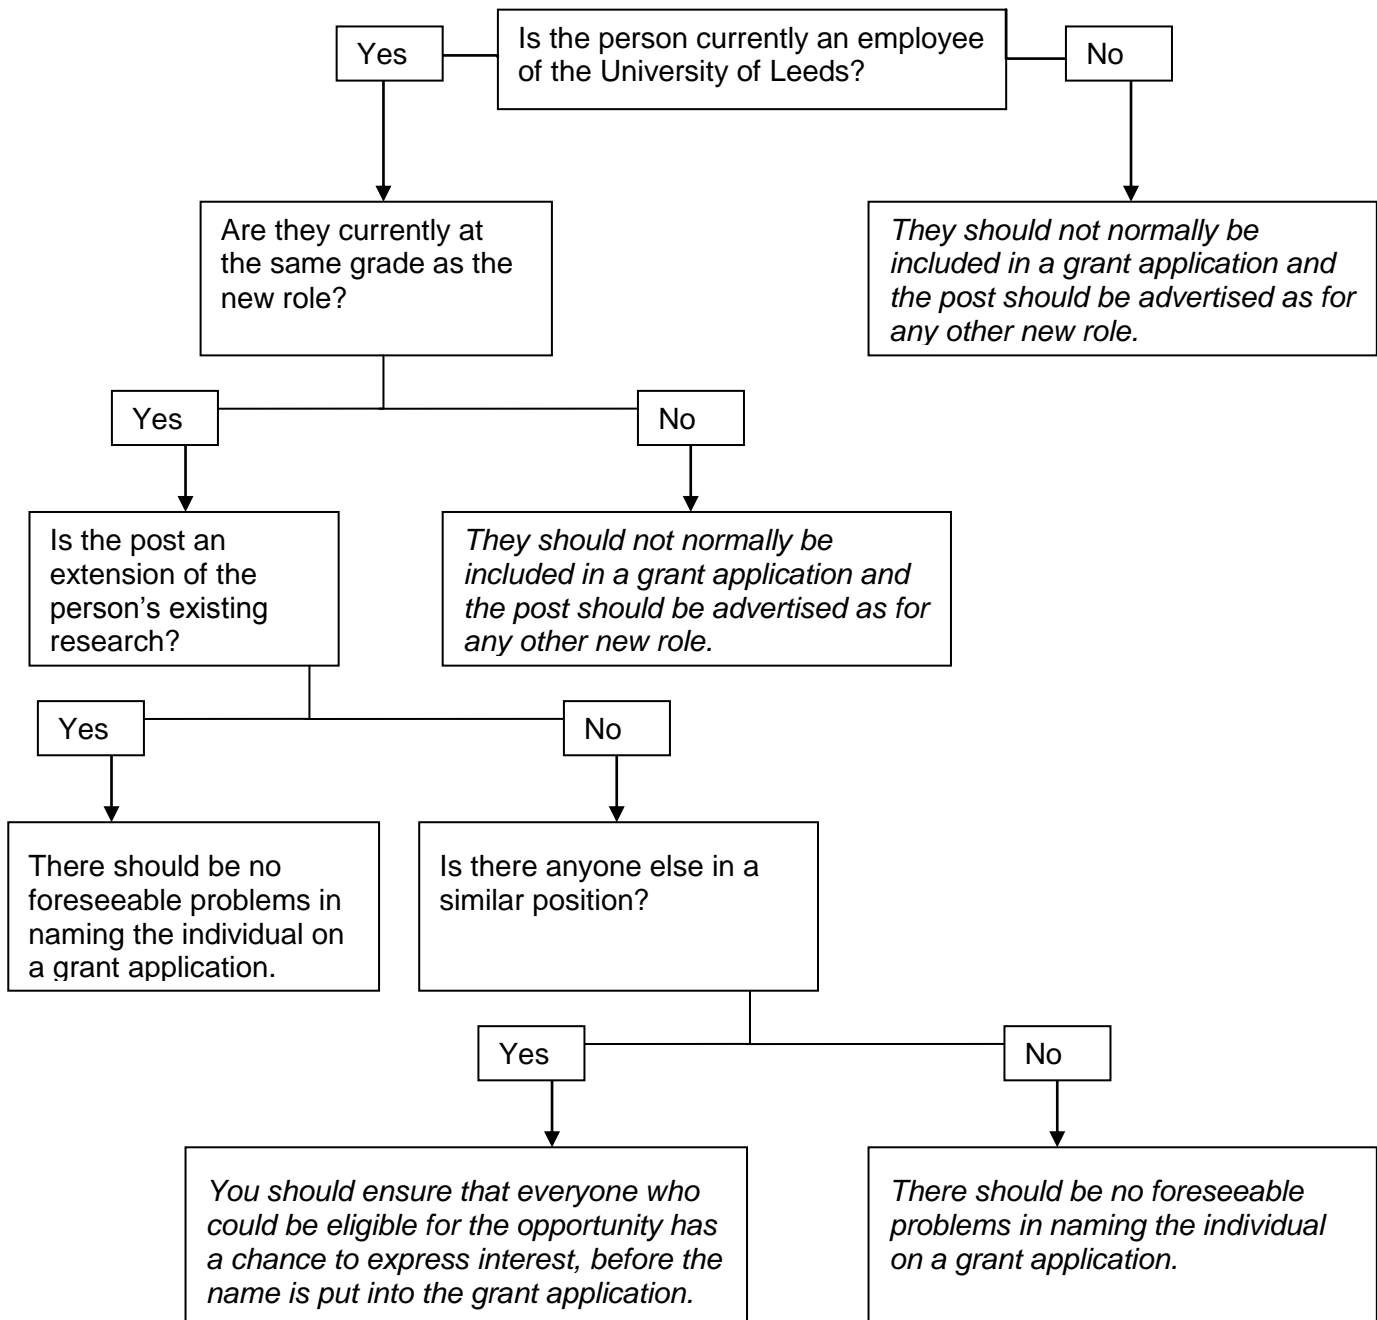 Yes
Is the person currently an employee
of the University of Leeds?
No
Are they currently at
the same grade as the
new role?
They should not normally be
included in a grant application and
the post should be advertised as for
any other new role.
Yes
No
Is the post an
extension of the
person's existing
research?
They should not normally be
included in a grant application and
the post should be advertised as for
any other new role.
Yes
No
There should be no
foreseeable problems in
naming the individual on
a grant application.
Is there anyone else in a
similar position?
Yes
No
You should ensure that everyone who
could be eligible for the opportunity has
a chance to express interest, before the
name is put into the grant application.
There should be no foreseeable
problems in naming the individual
on a grant application.